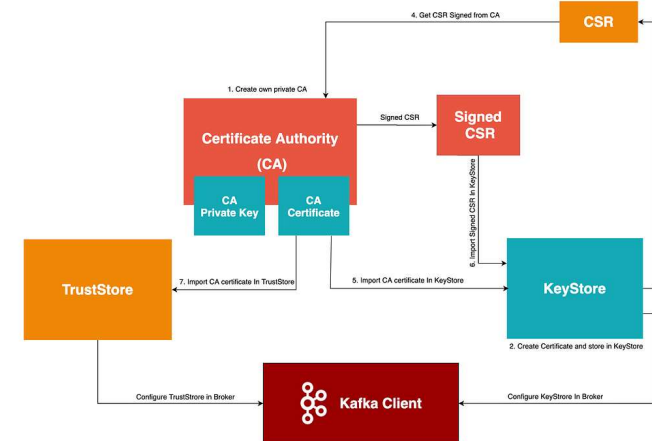 4. Get CSR Signed from CA
CSR
1. Create own private CA
Certificate Authority
(CA)
Signed CSR
Signed
CSR
CA
Private Key
CA
Certificate
6. Import Signed CSR In KeyStore
TrustStore
7. Import CA certificate In TrustStore
5. Import CA certificate In KeyStore
KeyStore
2. Create Certificate and store in KeyStore
Configure TrustStrore in Broker
Kafka Client
Configure KeyStrore In Broker